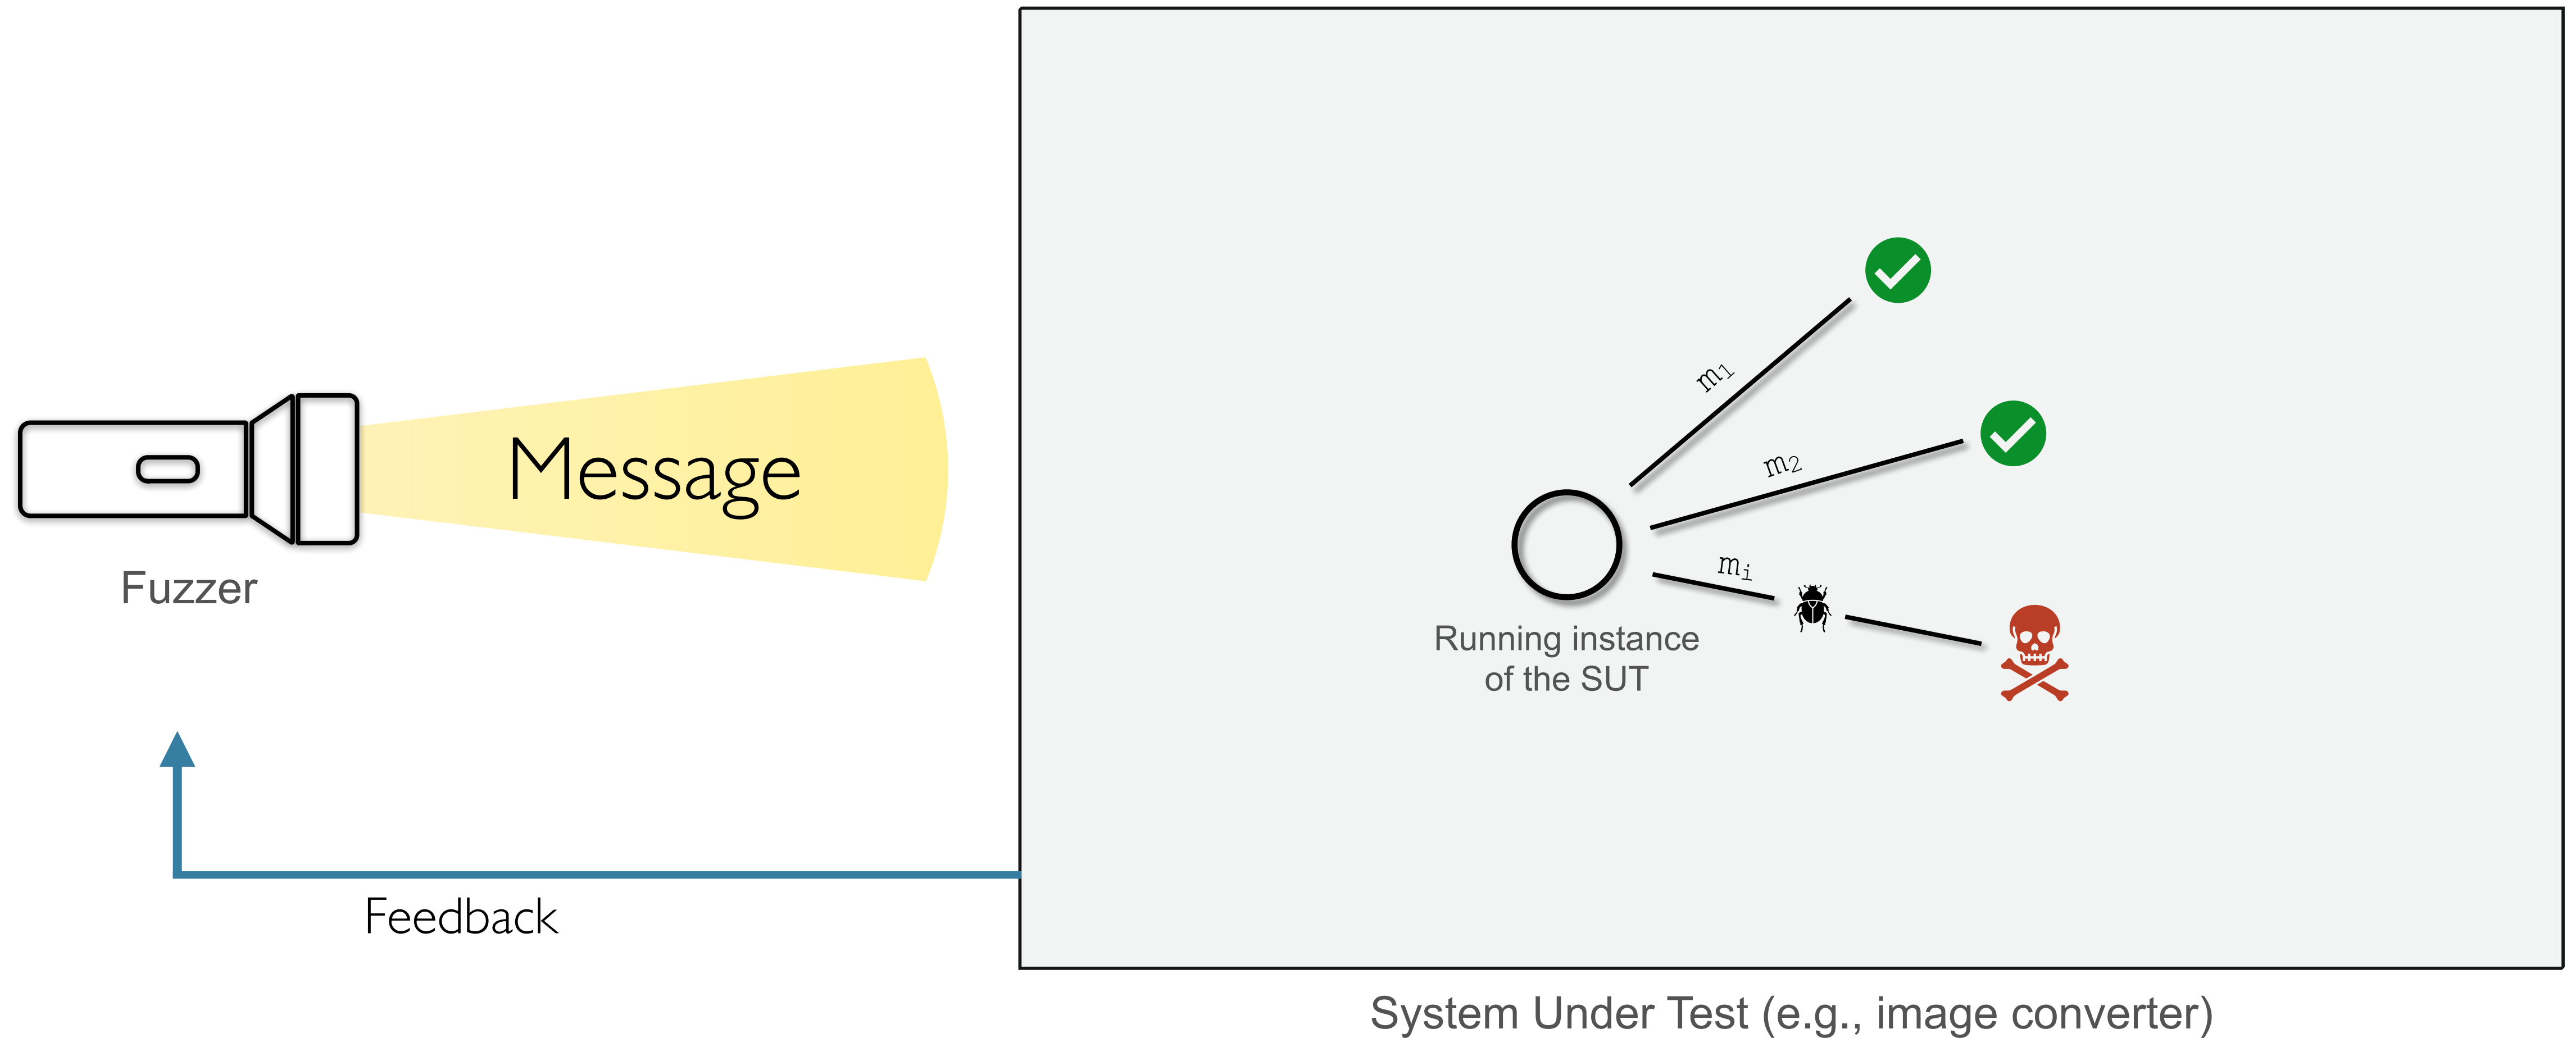 m₁
m₂
Message
mᵢ
Fuzzer
Running instance
of the SUT
Feedback
System Under Test (e.g., image converter)